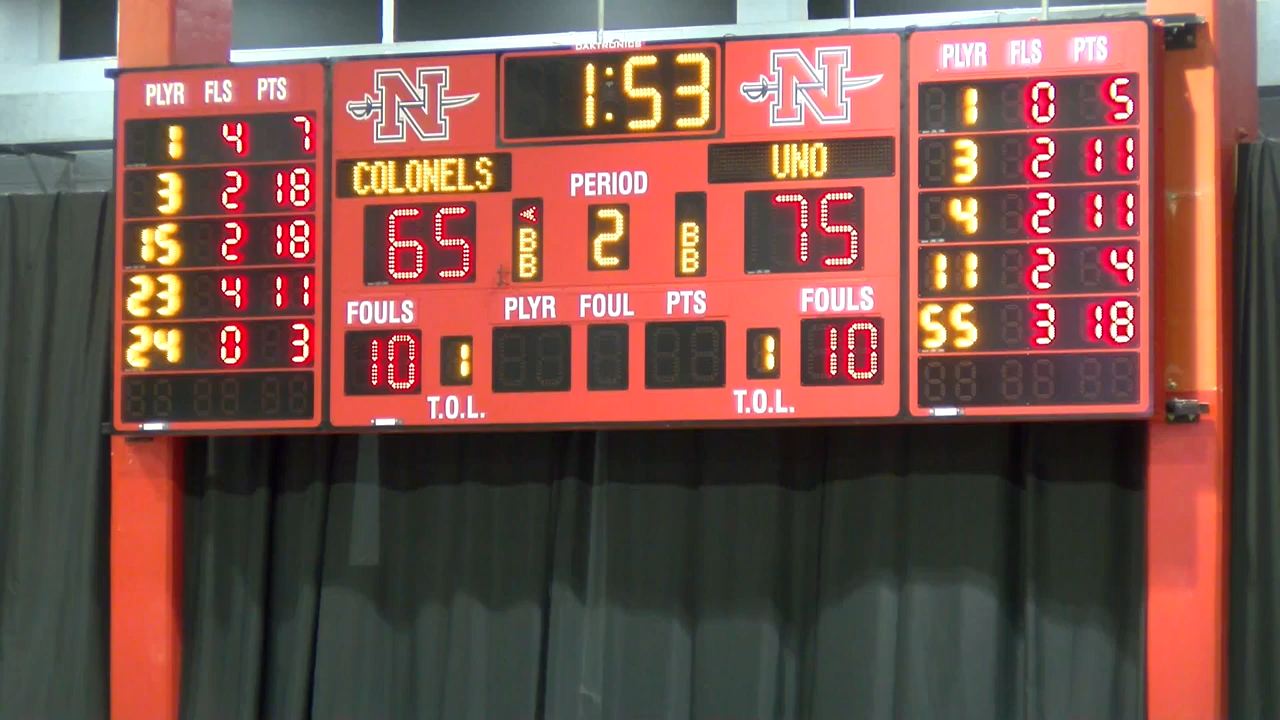 DAKTRONICS
PLYR FLS PTS
1 4 7
3 2 18
15 2 18
23 4 11
24 0 3
N
1:53
N
COLONELS
UNO
PERIOD
65
B
B
2
B
B
75
FOULS
PLYR FOUL PTS
FOULS
10 1
1 10
T.O.L.
T.O.L.
PLYR FLS PTS
1 0 5
3 2 11
4 2 11
11 2 4
55 3 18